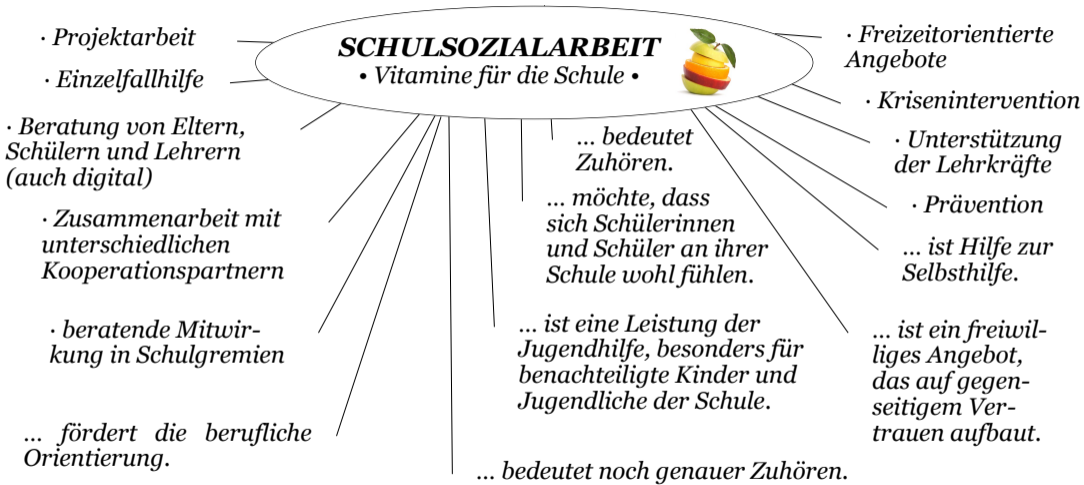 SCHULSOZIALARBEIT
• Vitamine für die Schule •
· Projektarbeit
· Einzelfallhilfe
· Beratung von Eltern,
Schülern und Lehrern
(auch digital)
· Zusammenarbeit mit
unterschiedlichen
Kooperationspartnern
· beratende Mitwir-
kung in Schulgremien
... fördert die berufliche
Orientierung.
... bedeutet
Zuhören.
... möchte, dass
sich Schülerinnen
und Schüler an ihrer
Schule wohl fühlen.
... ist eine Leistung der
Jugendhilfe, besonders für
benachteiligte Kinder und
Jugendliche der Schule.
... bedeutet noch genauer Zuhören.
· Freizeitorientierte
Angebote
· Krisenintervention
· Unterstützung
der Lehrkräfte
· Prävention
... ist Hilfe zur
Selbsthilfe.
... ist ein freiwil-
liges Angebot,
das auf gegen-
seitigem Ver-
trauen aufbaut.